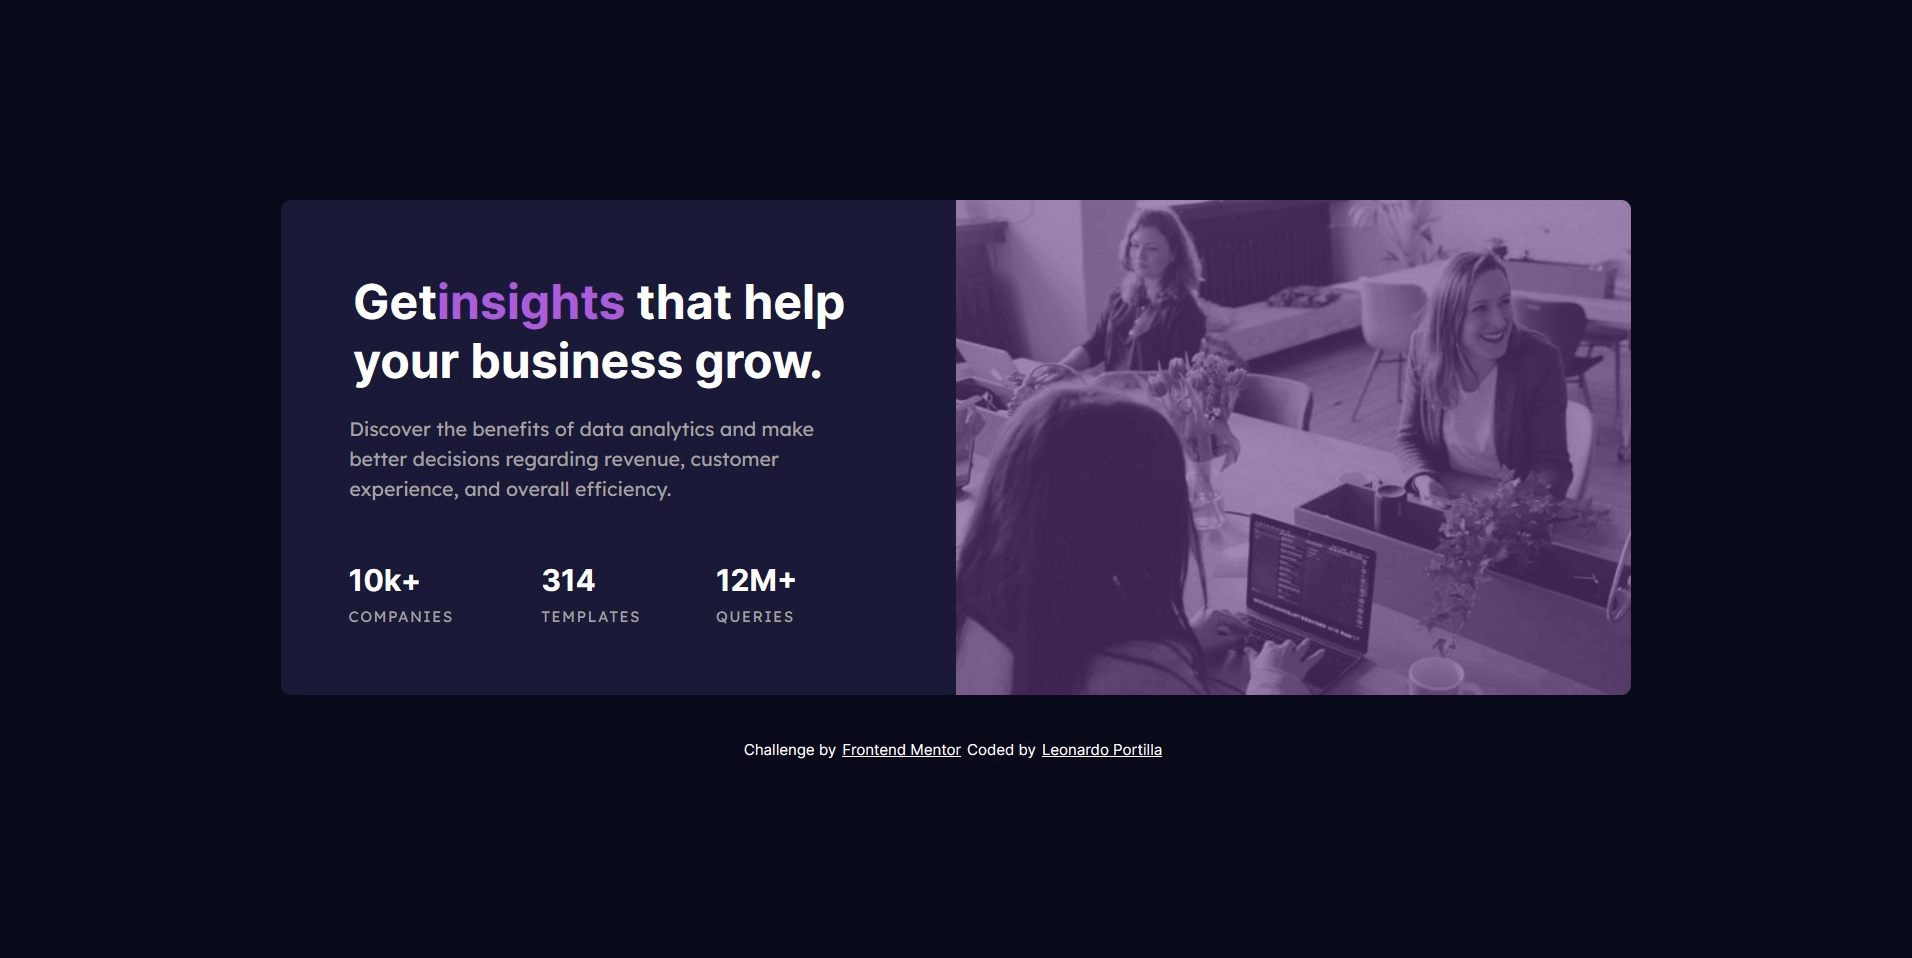 Getinsights that help
your business grow.
Discover the benefits of data analytics and make
better decisions regarding revenue, customer
experience, and overall efficiency.
10k+ 314 12M+
COMPANIES TEMPLATES QUERIES
Challenge by Frontend Mentor Coded by Leonardo Portilla